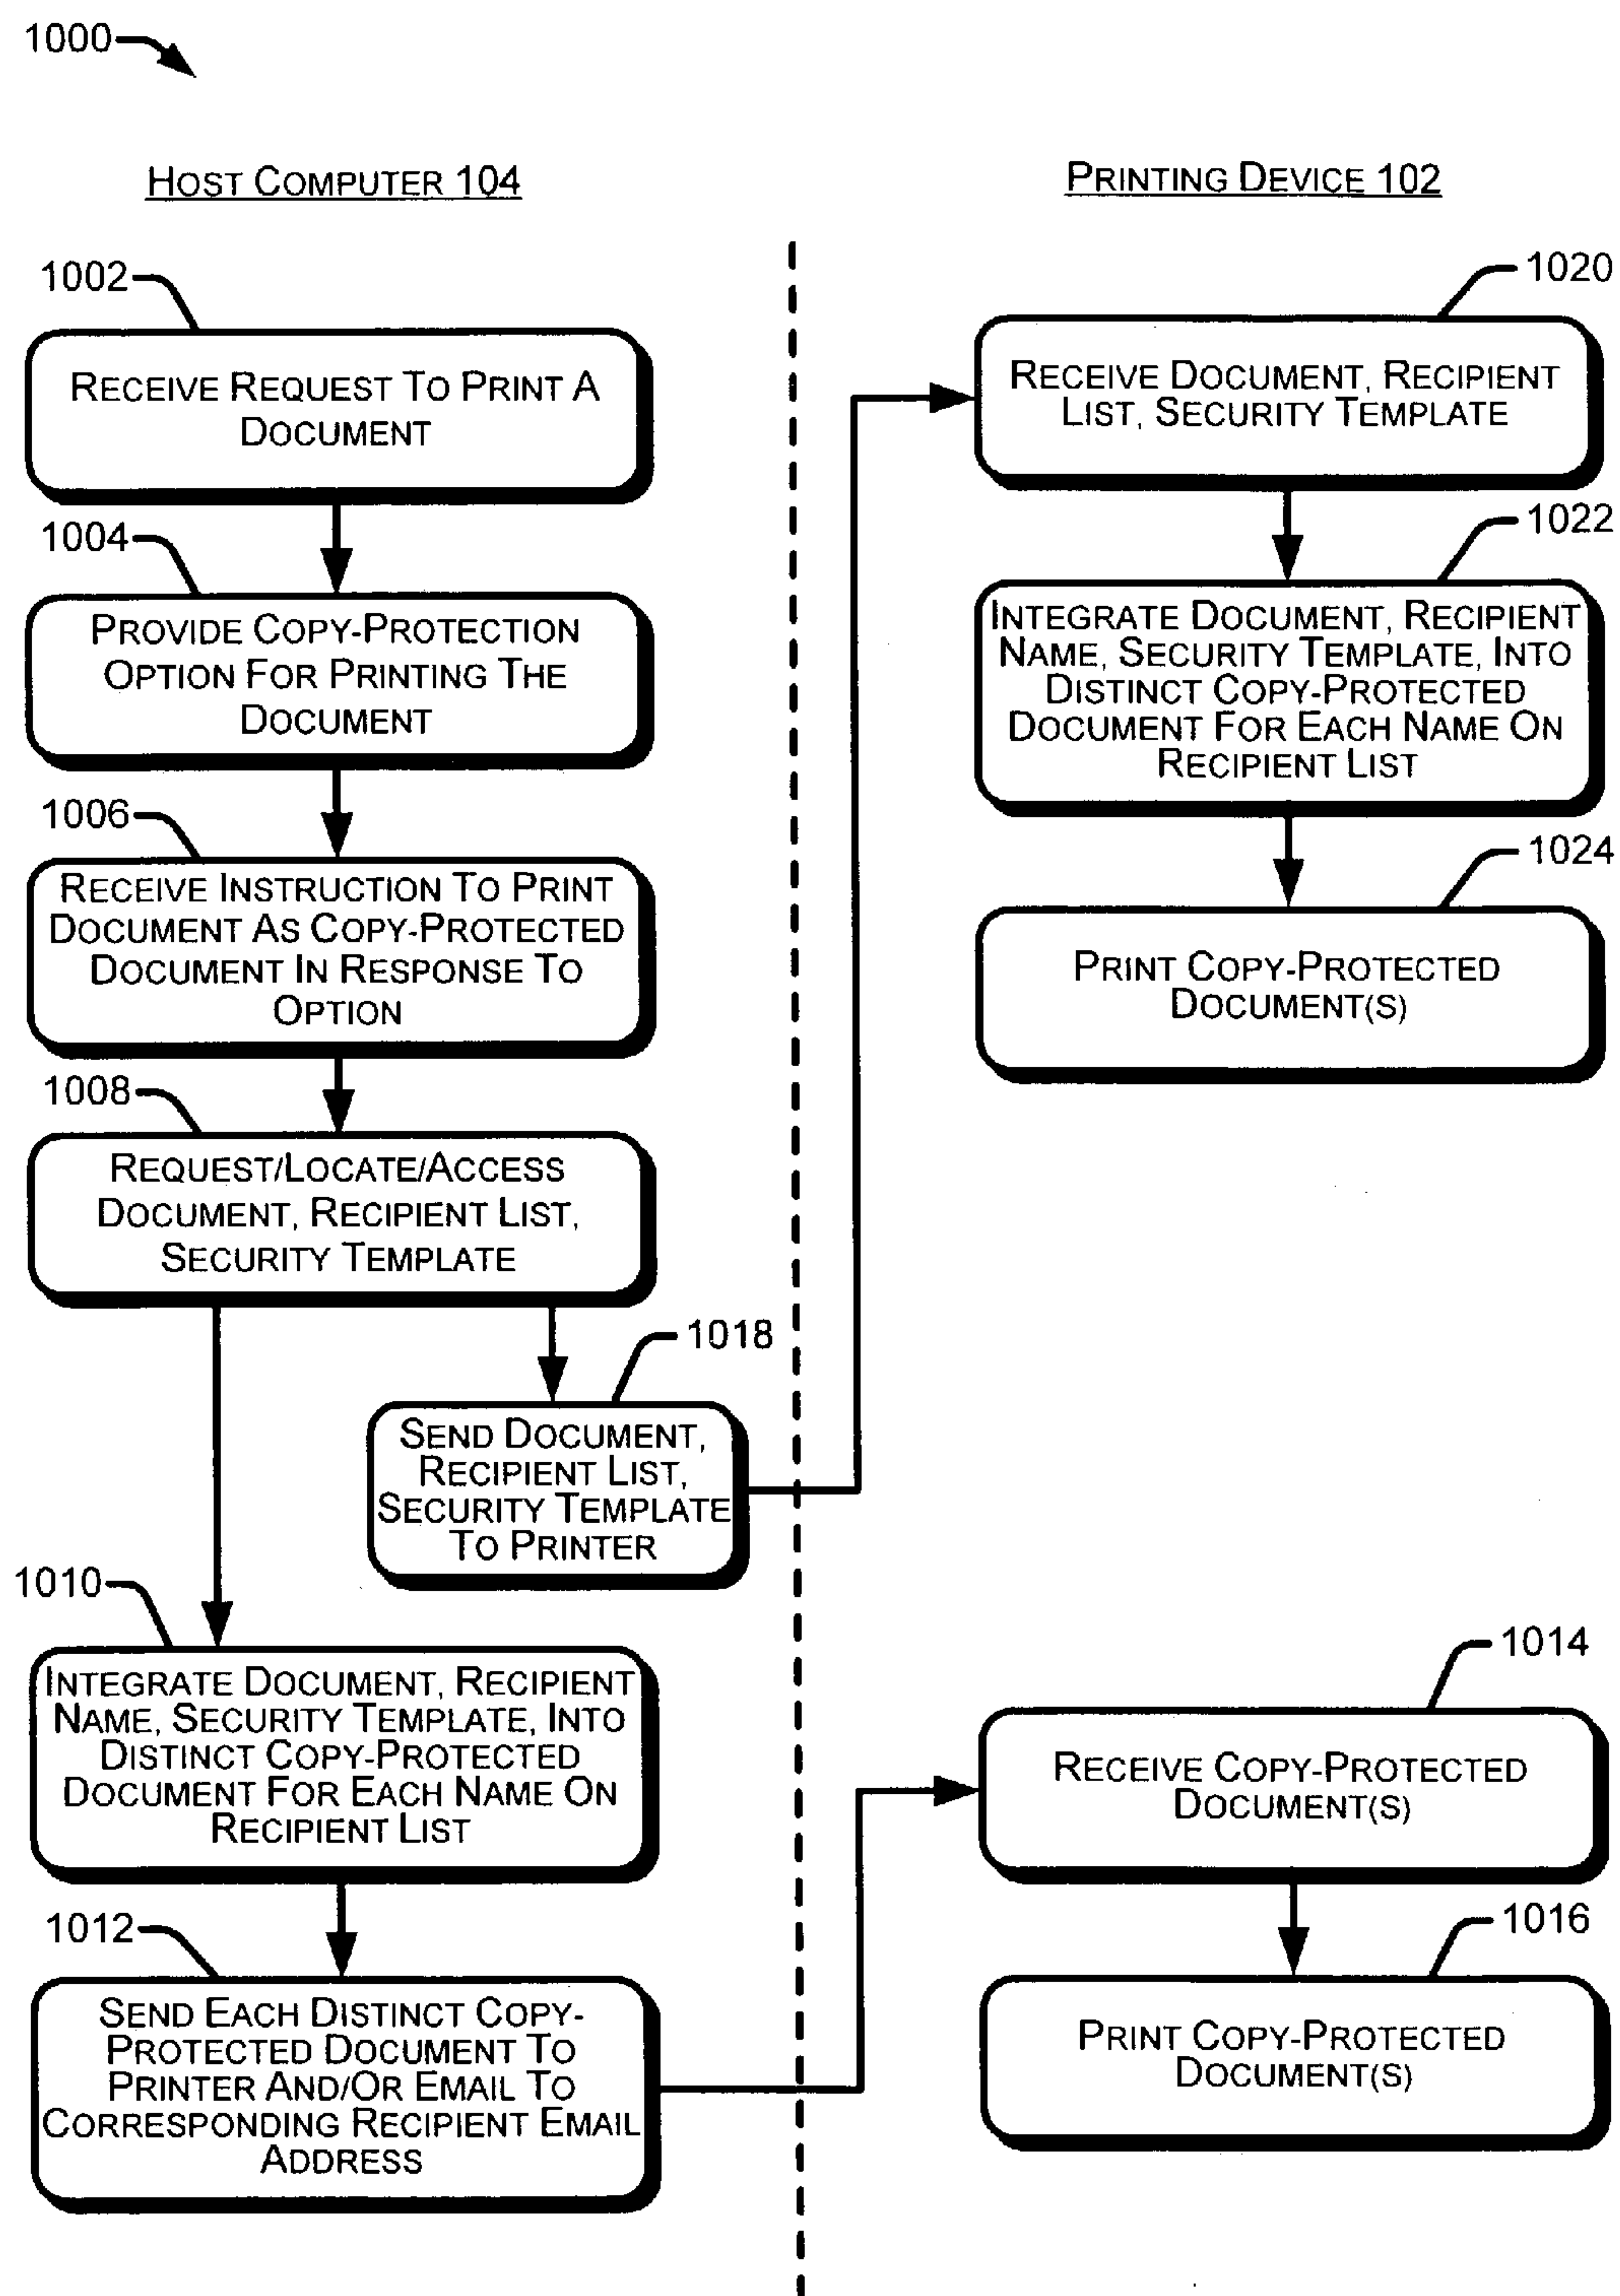 1000
HOST COMPUTER 104
1002
RECEIVE REQUEST TO PRINT A
DOCUMENT
1004
PROVIDE COPY-PROTECTION
OPTION FOR PRINTING THE
DOCUMENT
1006
RECEIVE INSTRUCTION TO PRINT
DOCUMENT AS COPY-PROTECTED
DOCUMENT IN RESPONSE TO
OPTION
1008
REQUEST/LOCATE/ACCESS
DOCUMENT, RECIPIENT LIST,
SECURITY TEMPLATE
1018
SEND DOCUMENT,
RECIPIENT LIST,
SECURITY TEMPLATE
TO PRINTER
1010
INTEGRATE DOCUMENT, RECIPIENT
NAME, SECURITY TEMPLATE, INTO
DISTINCT COPY-PROTECTED
DOCUMENT FOR EACH NAME ON
RECIPIENT LIST
1012
SEND EACH DISTINCT COPY-
PROTECTED DOCUMENT TO
PRINTER AND/OR EMAIL TO
CORRESPONDING RECIPIENT EMAIL
ADDRESS
PRINTING DEVICE 102
1020
RECEIVE DOCUMENT, RECIPIENT
LIST, SECURITY TEMPLATE
1022
INTEGRATE DOCUMENT, RECIPIENT
NAME, SECURITY TEMPLATE, INTO
DISTINCT COPY-PROTECTED
DOCUMENT FOR EACH NAME ON
RECIPIENT LIST
1024
PRINT COPY-PROTECTED
DOCUMENT(S)
1014
RECEIVE COPY-PROTECTED
DOCUMENT(S)
1016
PRINT COPY-PROTECTED
DOCUMENT(S)